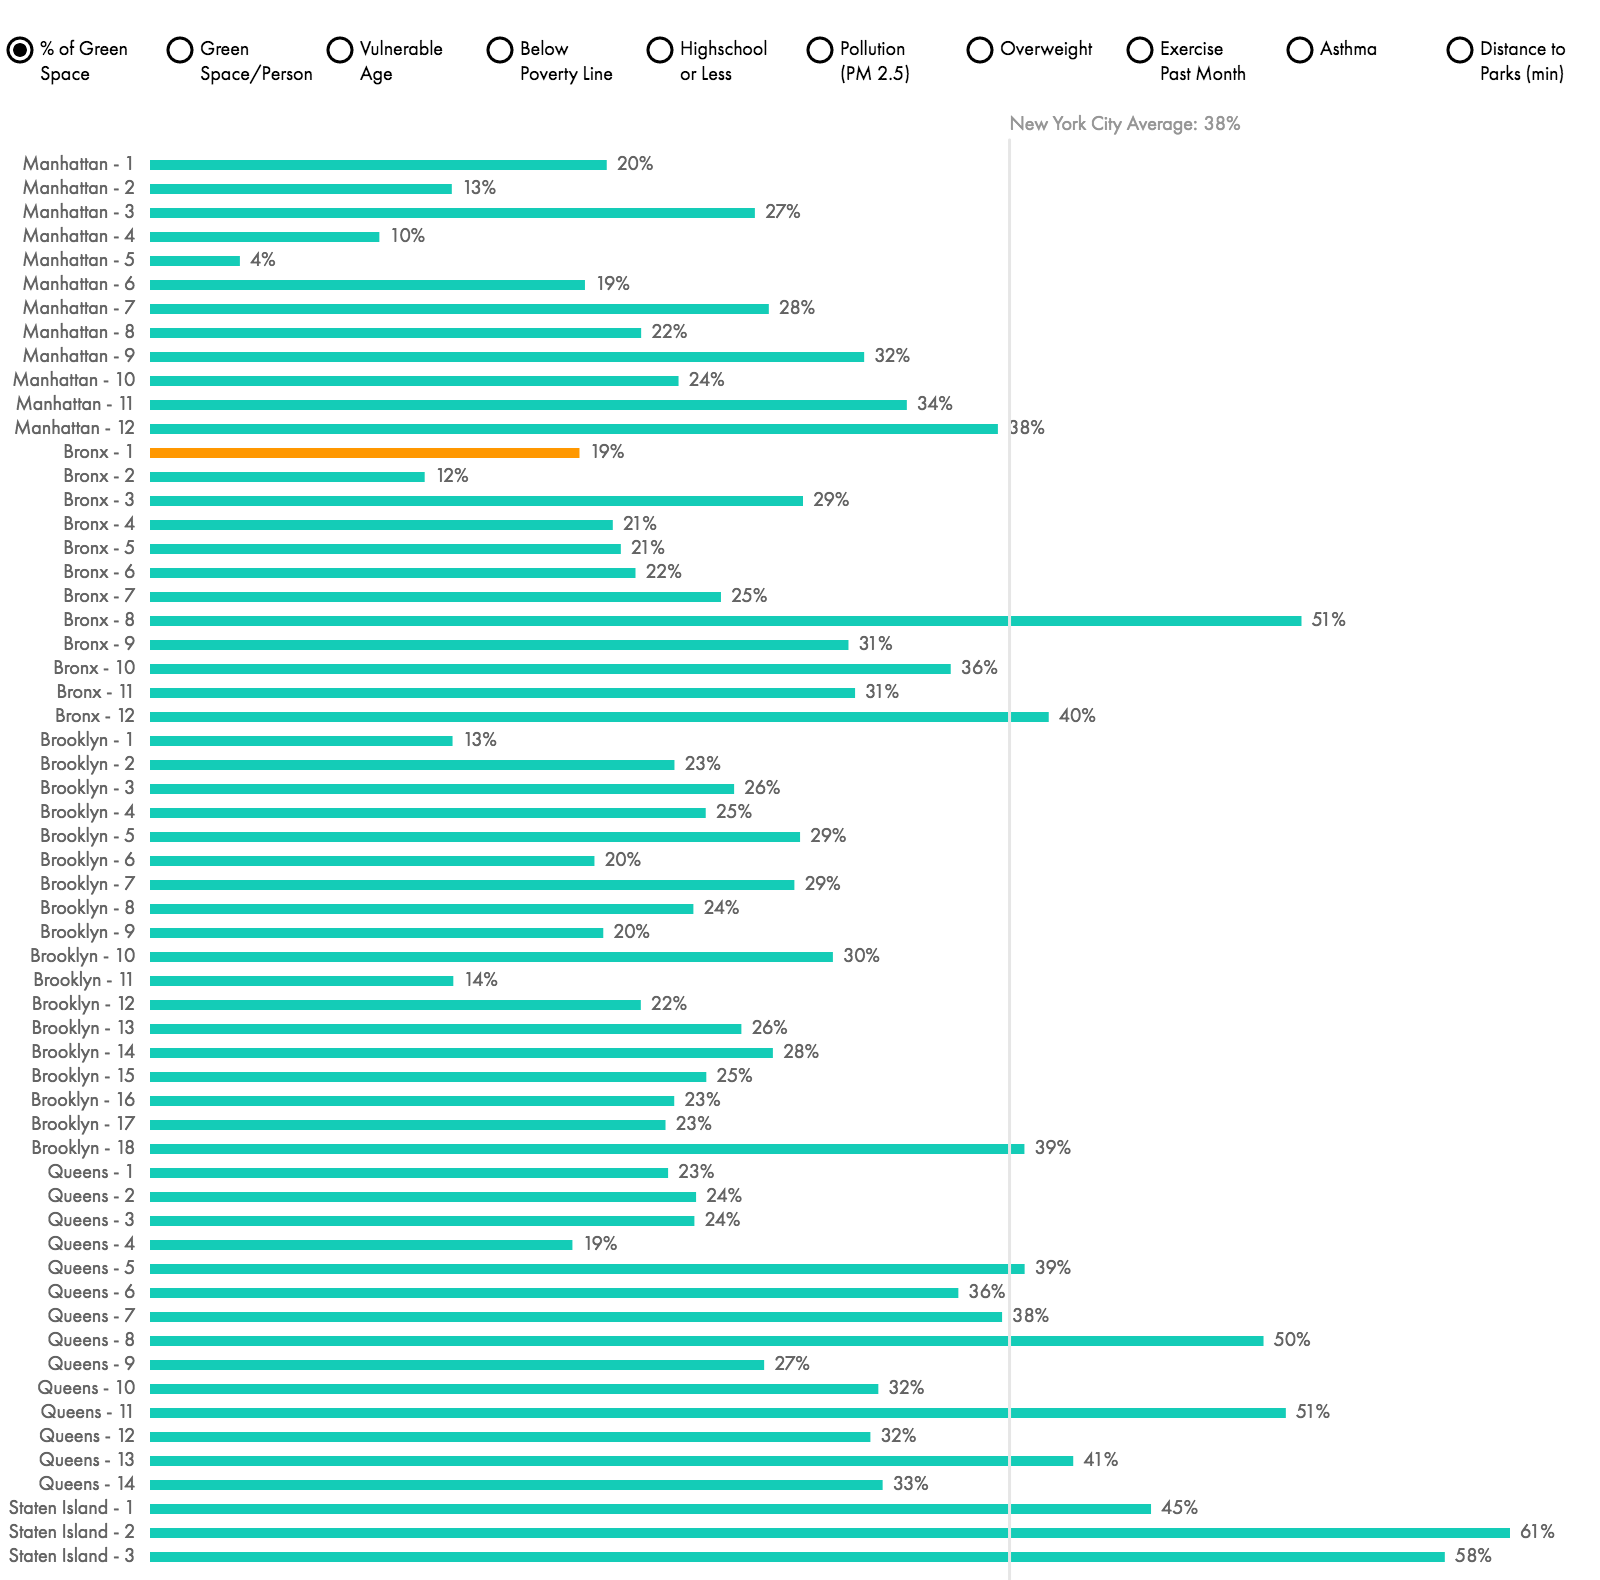 % of Green Space
Green Space/Person
Vulnerable Age
Below Poverty Line
Highschool or Less
Pollution (PM 2.5)
Overweight
Exercise Past Month
Asthma
Distance to Parks (min)
New York City Average: 38%
Manhattan - 1 20%
Manhattan - 2 13%
Manhattan - 3 27%
Manhattan - 4 10%
Manhattan - 5 4%
Manhattan - 6 19%
Manhattan - 7 28%
Manhattan - 8 22%
Manhattan - 9 32%
Manhattan - 10 24%
Manhattan - 11 34%
Manhattan - 12 38%
Bronx - 1 19%
Bronx - 2 12%
Bronx - 3 29%
Bronx - 4 21%
Bronx - 5 21%
Bronx - 6 22%
Bronx - 7 25%
Bronx - 8 51%
Bronx - 9 31%
Bronx - 10 36%
Bronx - 11 31%
Bronx - 12 40%
Brooklyn - 1 13%
Brooklyn - 2 23%
Brooklyn - 3 26%
Brooklyn - 4 25%
Brooklyn - 5 29%
Brooklyn - 6 20%
Brooklyn - 7 29%
Brooklyn - 8 24%
Brooklyn - 9 20%
Brooklyn - 10 30%
Brooklyn - 11 14%
Brooklyn - 12 22%
Brooklyn - 13 26%
Brooklyn - 14 28%
Brooklyn - 15 25%
Brooklyn - 16 23%
Brooklyn - 17 23%
Brooklyn - 18 39%
Queens - 1 23%
Queens - 2 24%
Queens - 3 24%
Queens - 4 19%
Queens - 5 39%
Queens - 6 36%
Queens - 7 38%
Queens - 8 50%
Queens - 9 27%
Queens - 10 32%
Queens - 11 51%
Queens - 12 32%
Queens - 13 41%
Queens - 14 33%
Staten Island - 1 45%
Staten Island - 2 61%
Staten Island - 3 58%